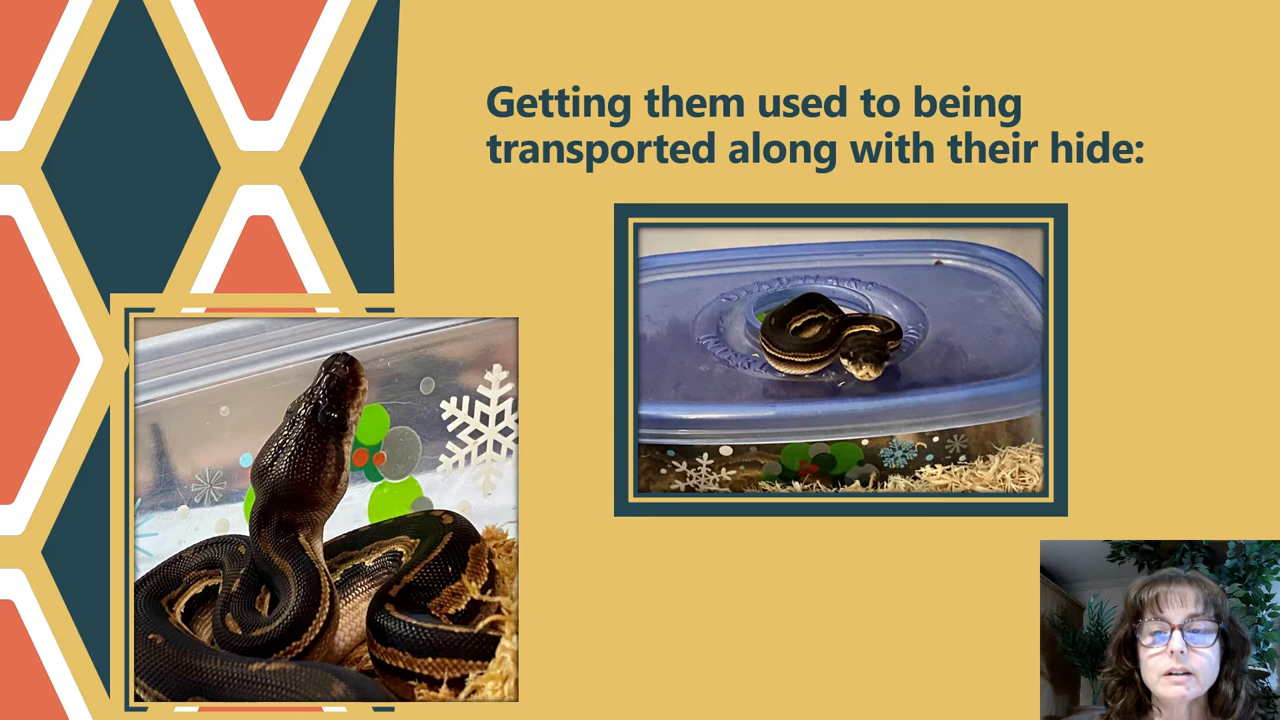 Getting them used to being
transported along with their hide: